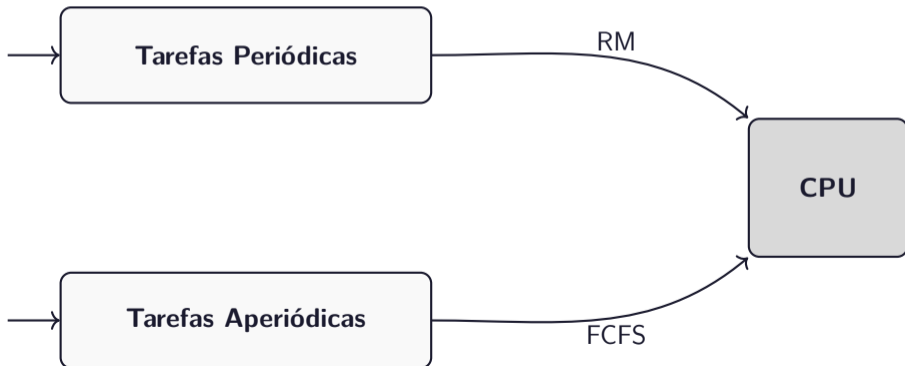 Tarefas Periódicas
RM
CPU
Tarefas Aperiódicas
FCFS